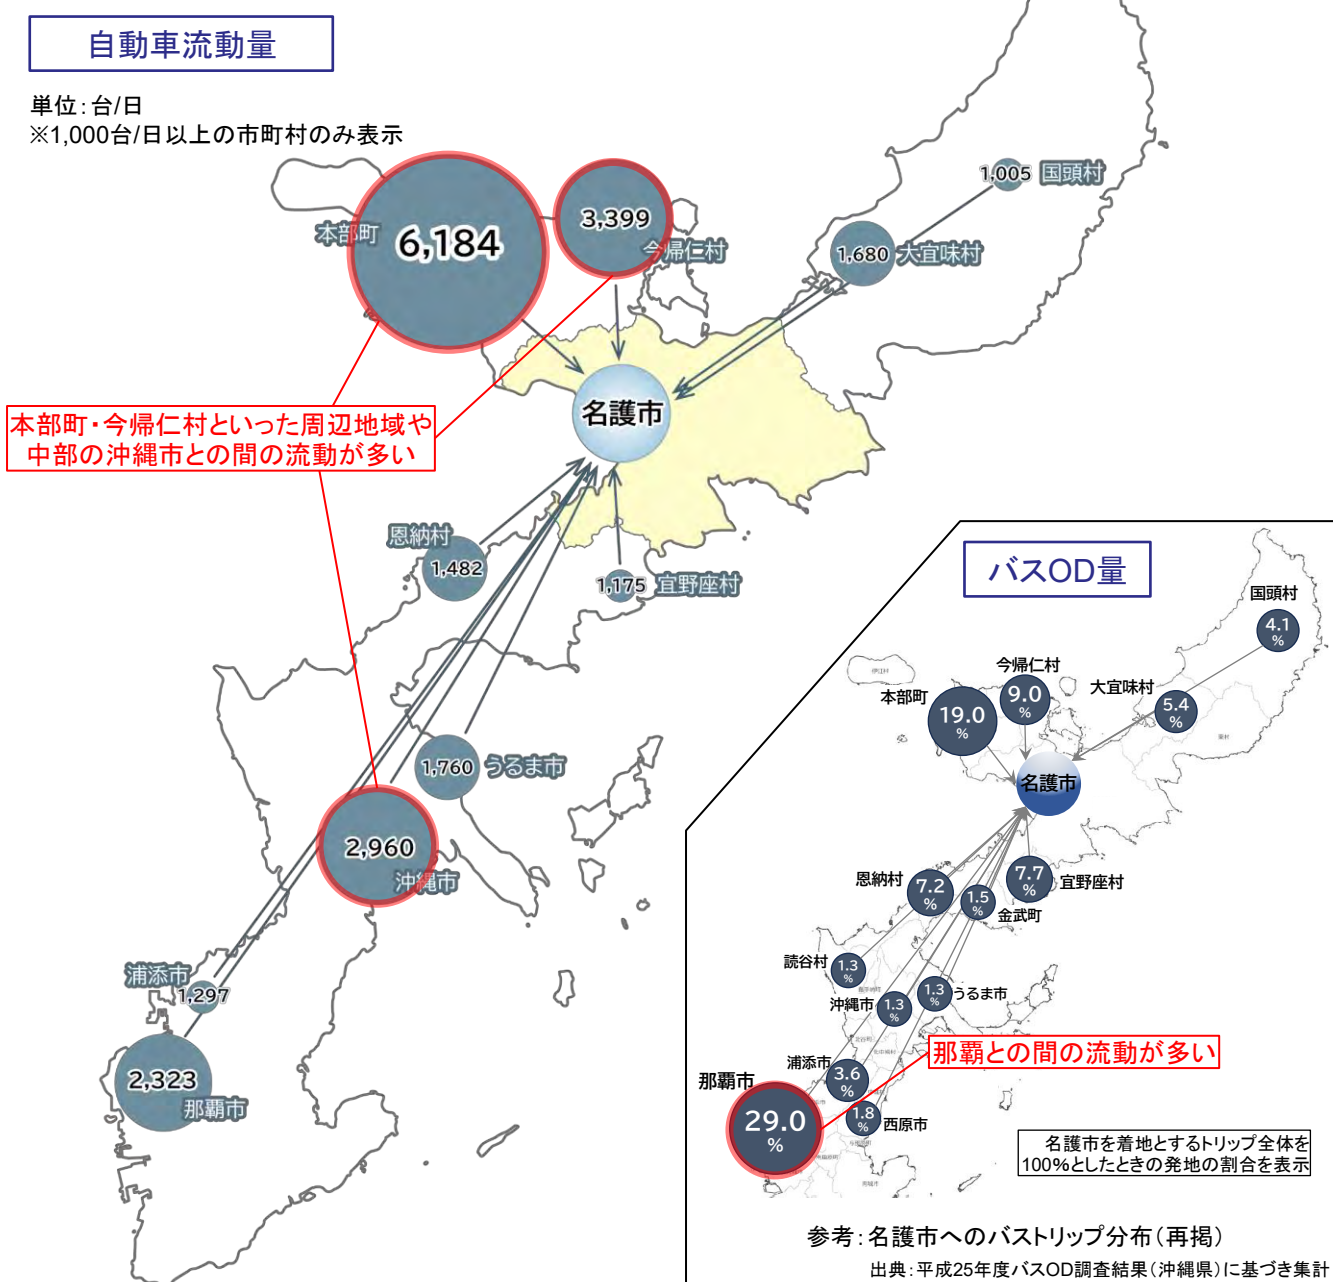 自動車流動量
単位：台/日
※1,000台/日以上の市町村のみ表示
1,005 国頭村
本部町
6,184
3,399
今帰仁村
1,680 大宜味村
名護市
本部町・今帰仁村といった周辺地域や
中部の沖縄市との間の流動が多い
恩納村
1,482
1,175 宜野座村
1,760 うるま市
2,960
沖縄市
浦添市
1,297
2,323
那覇市
バスOD量
国頭村
4.1
%
今帰仁村
9.0
%
本部町
19.0
%
大宜味村
5.4
%
伊江村
東村
名護市
恩納村
7.2
%
1.5
%
金武町
7.7
%
宜野座村
読谷村
1.3
%
沖縄市
1.3
%
1.3
%
うるま市
北谷町
那覇との間の流動が多い
浦添市
3.6
%
那覇市
29.0
%
1.8
%
西原市
名護市を着地とするトリップ全体を
100%としたときの発地の割合を表示
参考：名護市へのバストリップ分布（再掲）
出典：平成25年度バスOD調査結果（沖縄県）に基づき集計